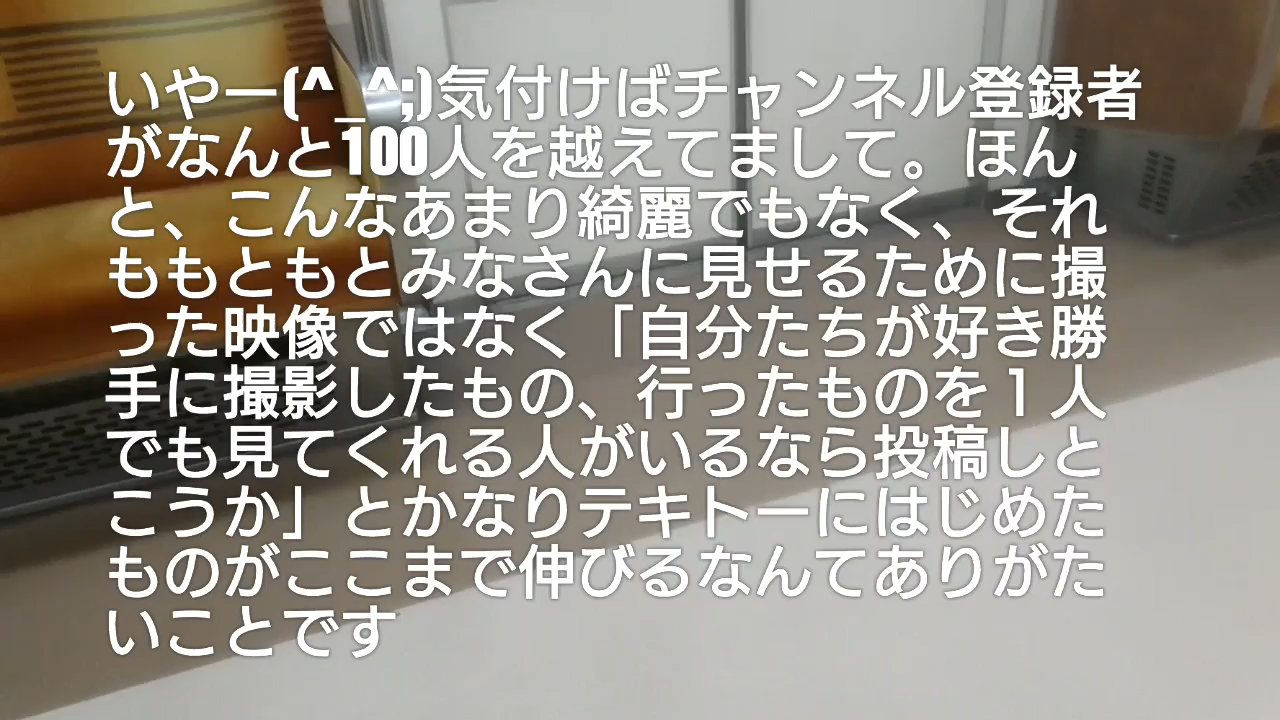 いやー(^_^;)気付けばチャンネル登録者
がなんと100人を越えてまして。ほん
と、こんなあまり綺麗でもなく、それ
ももともとみなさんに見せるために撮
った映像ではなく「自分たちが好き勝
手に撮影したもの、行ったものを１人
でも見てくれる人がいるなら投稿しと
こうか」とかなりテキトーにはじめた
ものがここまで伸びるなんてありがた
いことです